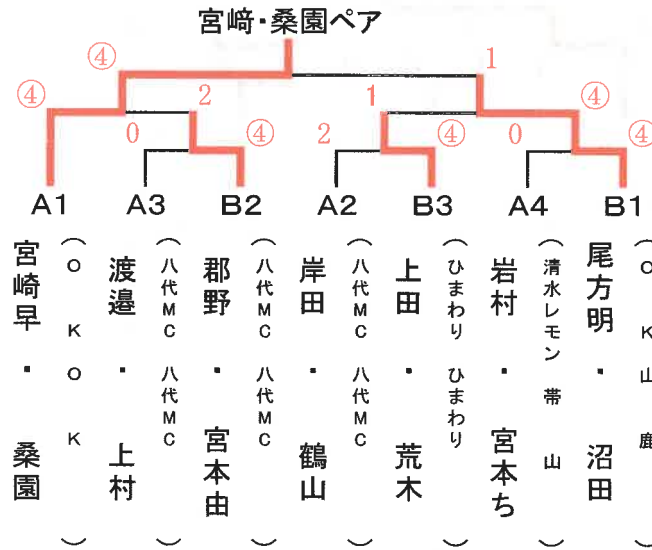 宮﨑・桑園ペア
④ 1
④ 2 1 ④
0 ④ 2 ④ 0 ④
A1 A3 B2 A2 B3 A4 B1
宮崎早・桑園
(OK OK)
渡邉・上村
(八代MC 八代MC)
郡野・宮本由
(八代MC 八代MC)
岸田・鶴山
(八代MC 八代MC)
上田・荒木
(ひまわり ひまわり)
岩村・宮本ち
(清水レモン 帯山)
尾方明・沼田
(OK 山鹿)